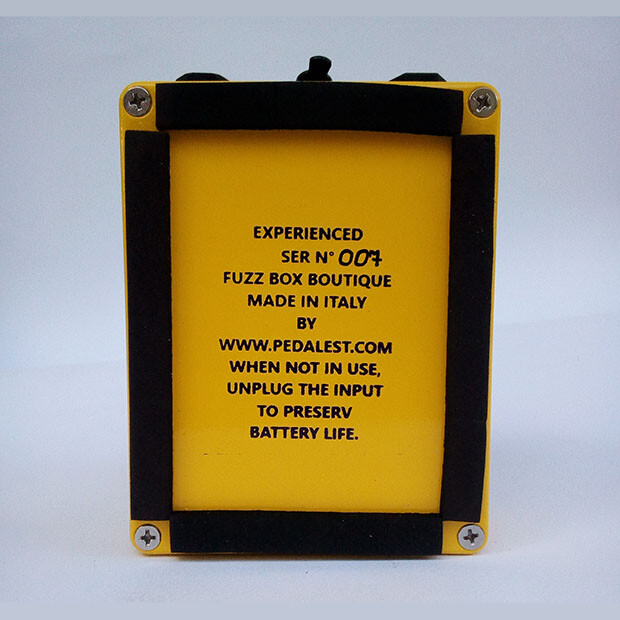 EXPERIENCED
SER N° 007
FUZZ BOX BOUTIQUE
MADE IN ITALY
BY
WWW.PEDALEST.COM
WHEN NOT IN USE,
UNPLUG THE INPUT
TO PRESERV
BATTERY LIFE.